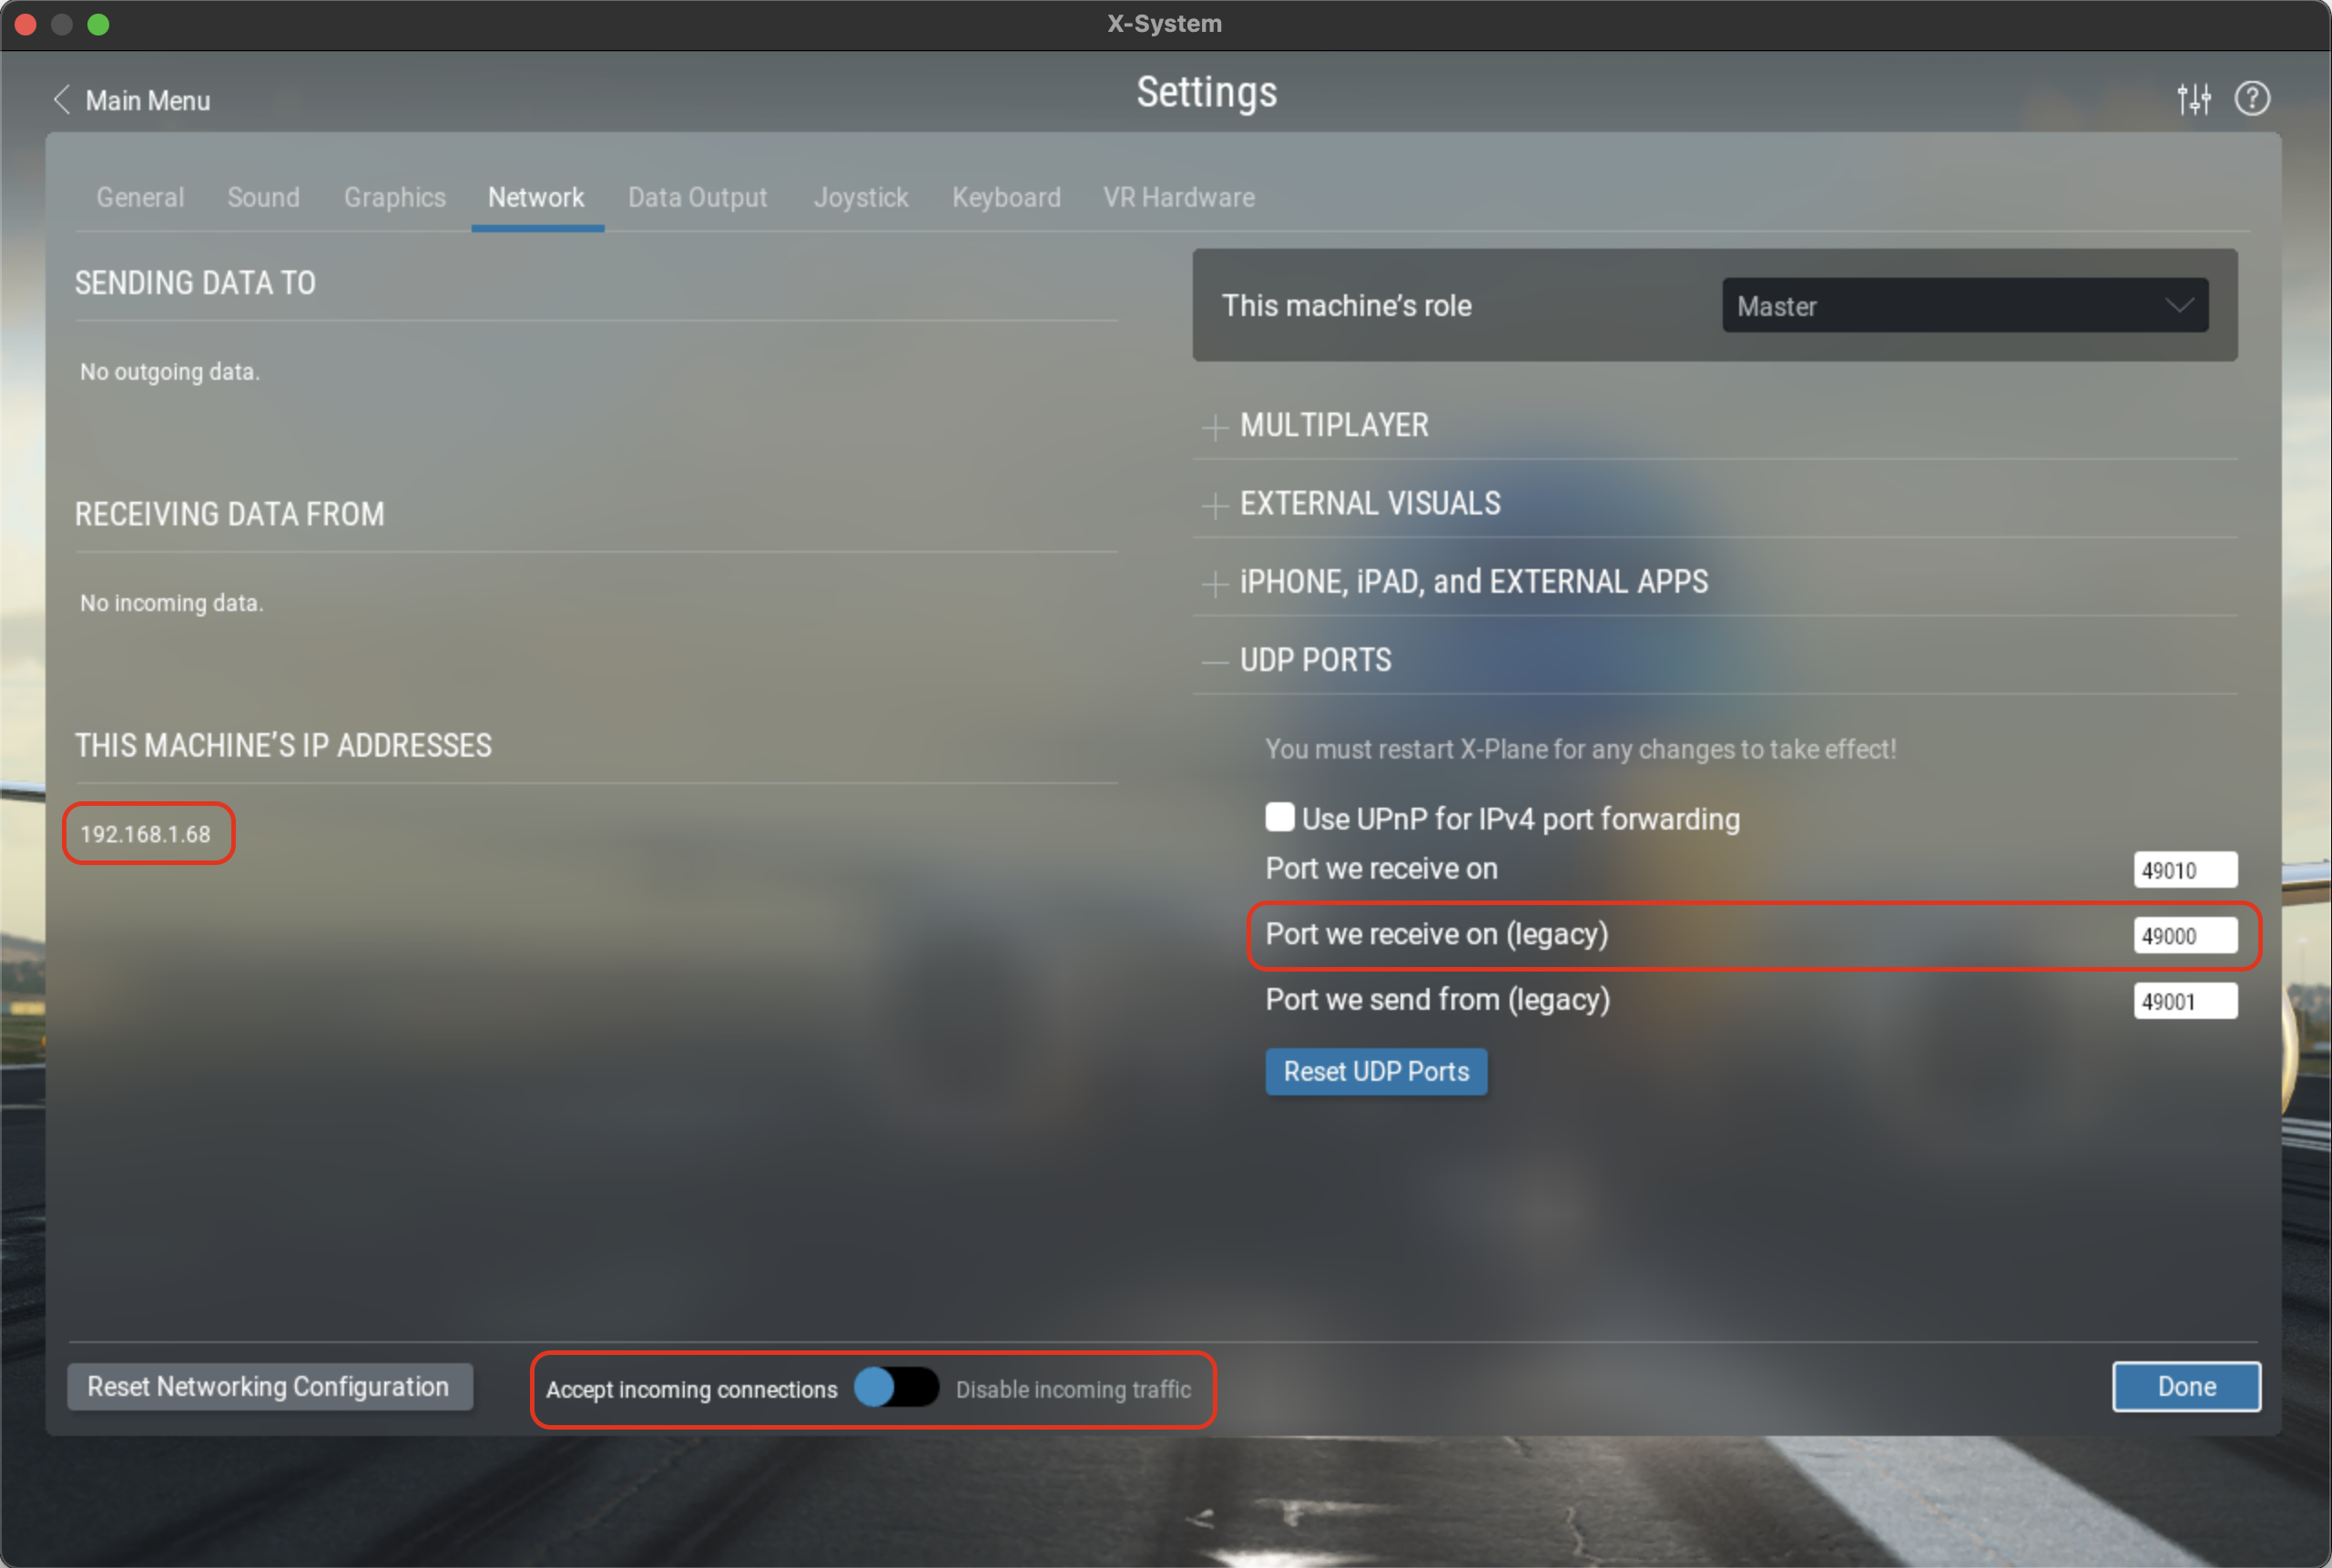 X-System
Main Menu
Settings
General Sound Graphics Network Data Output Joystick Keyboard VR Hardware
SENDING DATA TO
No outgoing data.
RECEIVING DATA FROM
No incoming data.
THIS MACHINE’S IP ADDRESSES
192.168.1.68
This machine’s role Master
MULTIPLAYER
EXTERNAL VISUALS
iPHONE, iPAD, and EXTERNAL APPS
UDP PORTS
You must restart X-Plane for any changes to take effect!
Use UPnP for IPv4 port forwarding
Port we receive on 49010
Port we receive on (legacy) 49000
Port we send from (legacy) 49001
Reset UDP Ports
Reset Networking Configuration Accept incoming connections Disable incoming traffic Done